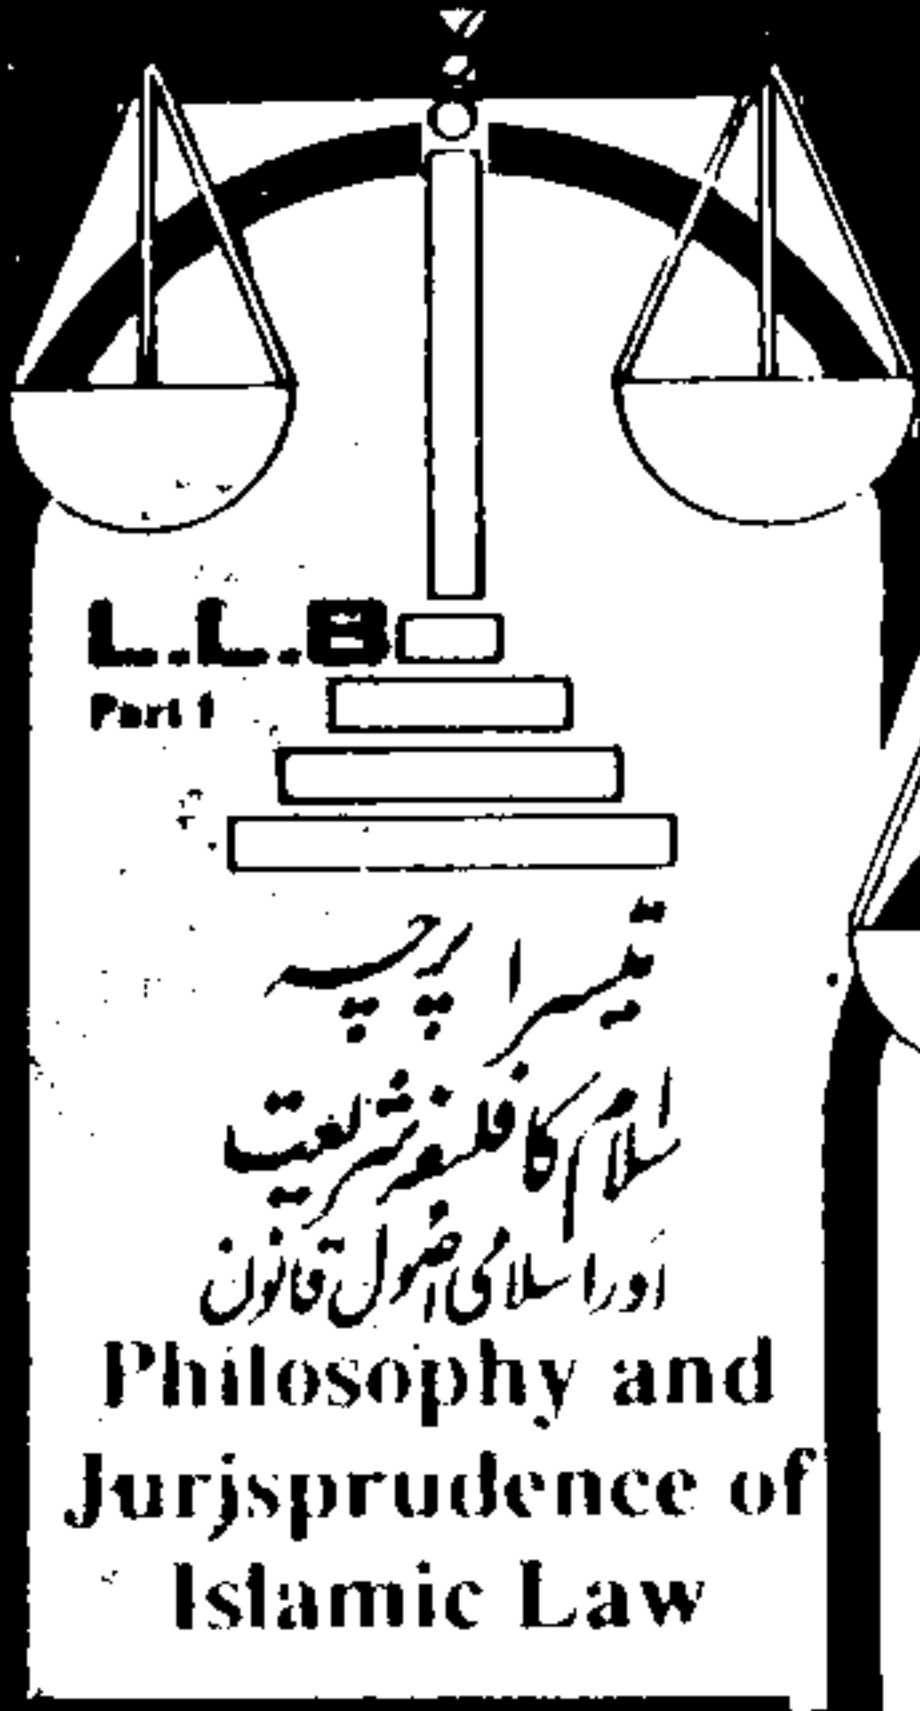 L.L.B
Part 1
تیسرا پرچہ
اسلام کا فلسفہ شریعت
اور اسلامی اصول قانون
Philosophy and
Jurjsprudence of
Islamic Law